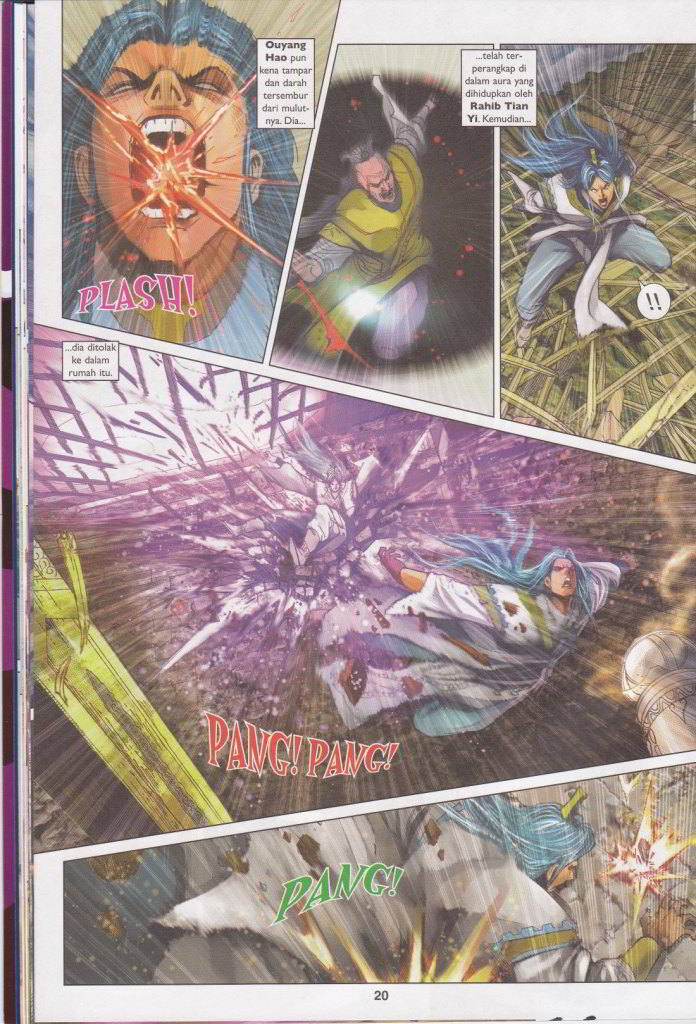 Ouyang
Hao pun
kena tampar
dan darah
tersembur
dari mulut-
nya. Dia...
PLASH!
...telah ter-
perangkap di
dalam aura yang
dihidupkan oleh
Rahib Tian
Yi. Kemudian...
!!
...dia ditolak
ke dalam
rumah itu.
PANG! PANG!
PANG!
20